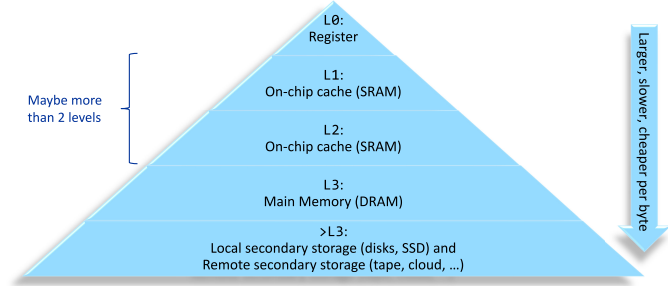 L0:
Register
L1:
On-chip cache (SRAM)
Maybe more
than 2 levels
L2:
On-chip cache (SRAM)
L3:
Main Memory (DRAM)
>L3:
Local secondary storage (disks, SSD) and
Remote secondary storage (tape, cloud, …)
Larger, slower, cheaper per byte